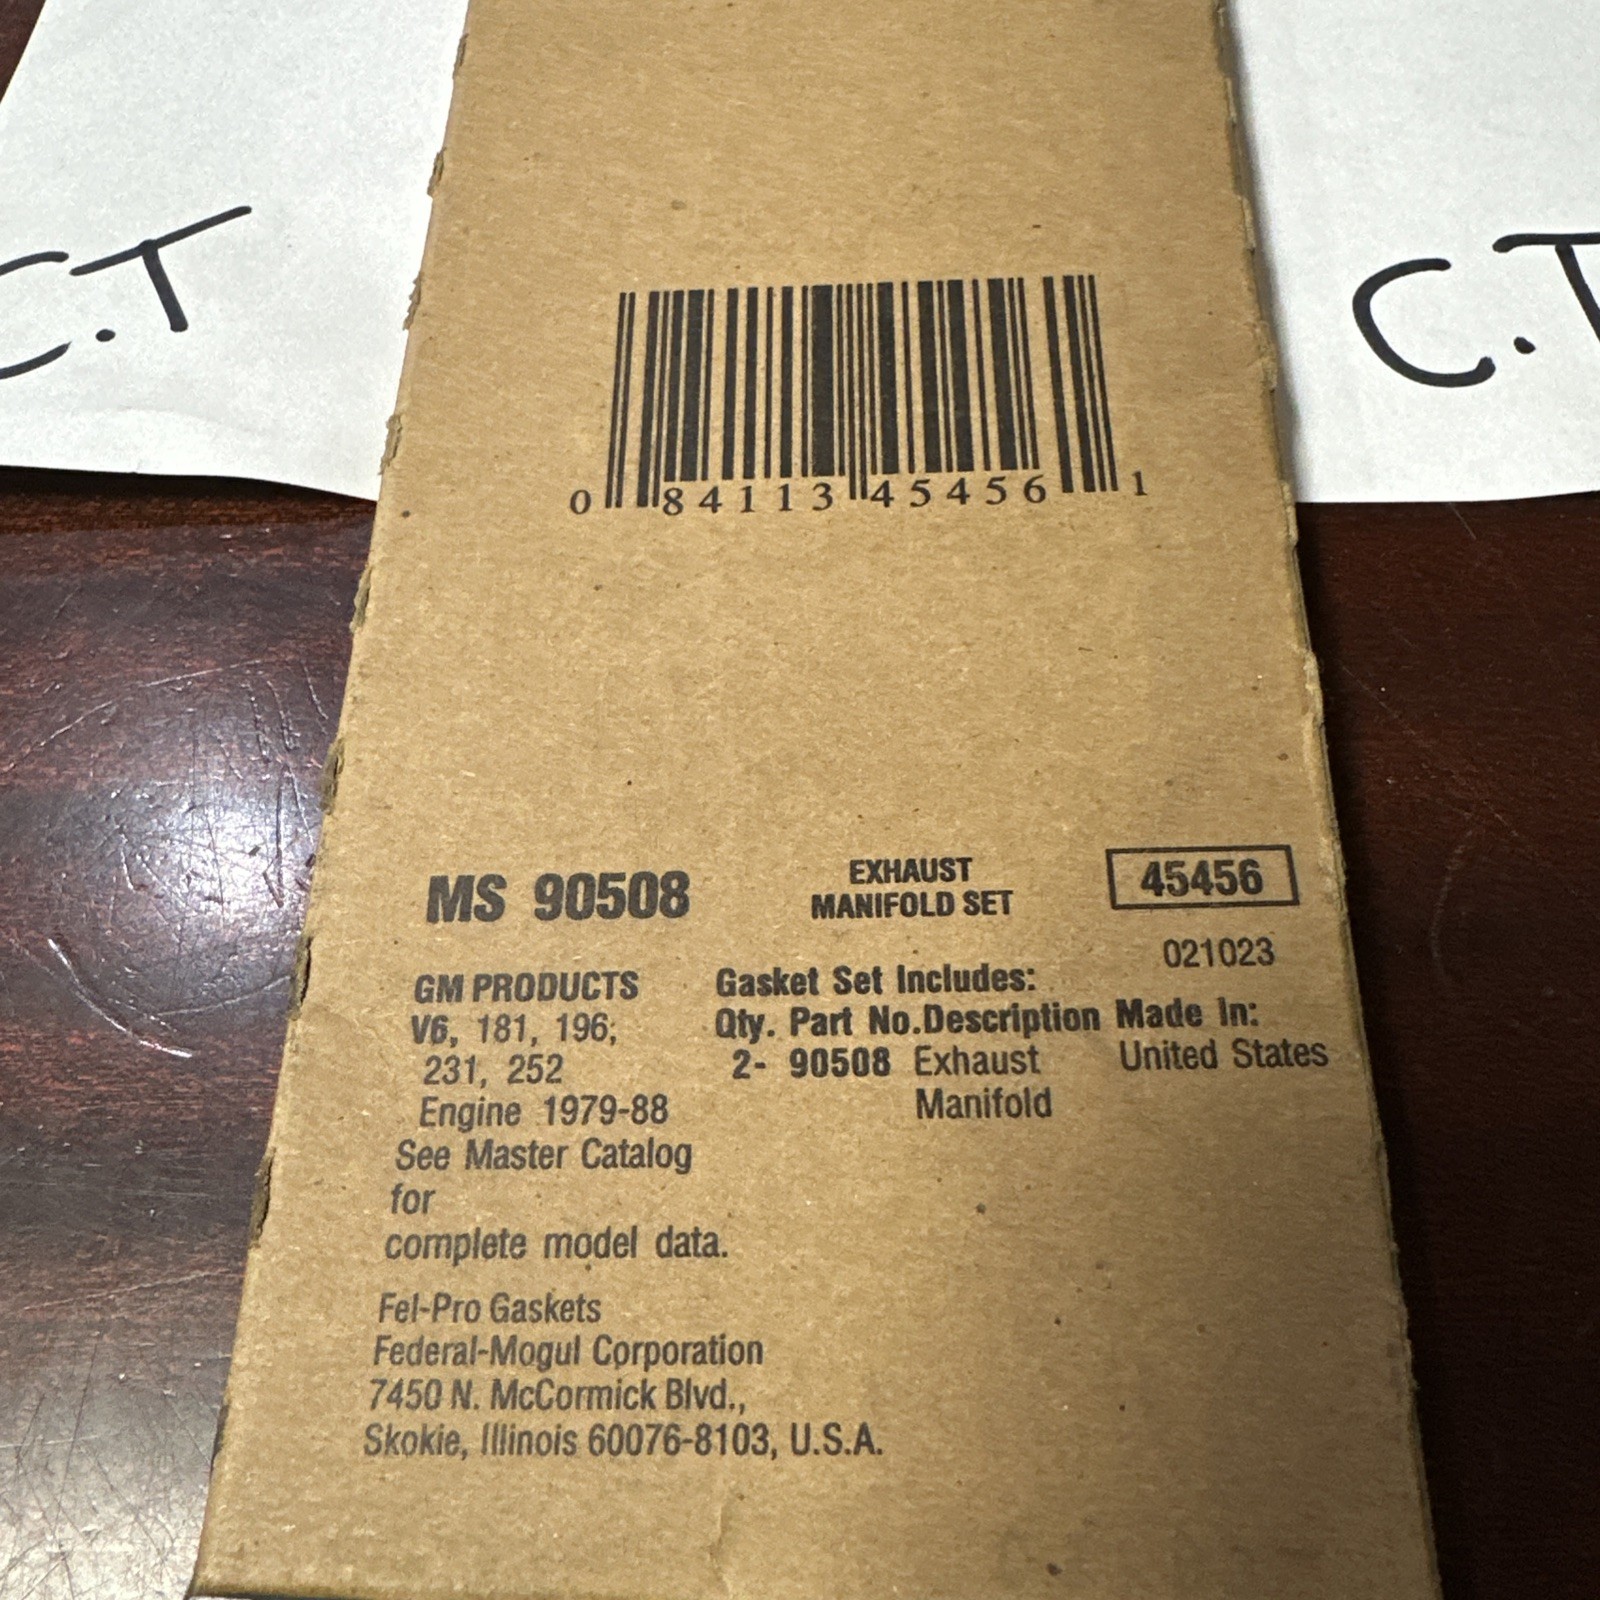 C.T
C.T
0 84113 45456 1
MS 90508
EXHAUST
MANIFOLD SET
45456
021023
GM PRODUCTS
V6, 181, 196,
231, 252
Engine 1979-88
See Master Catalog
for
complete model data.
Gasket Set Includes:
Qty. Part No. Description Made In:
2- 90508 Exhaust United States
Manifold
Fel-Pro Gaskets
Federal-Mogul Corporation
7450 N. McCormick Blvd.,
Skokie, Illinois 60076-8103, U.S.A.